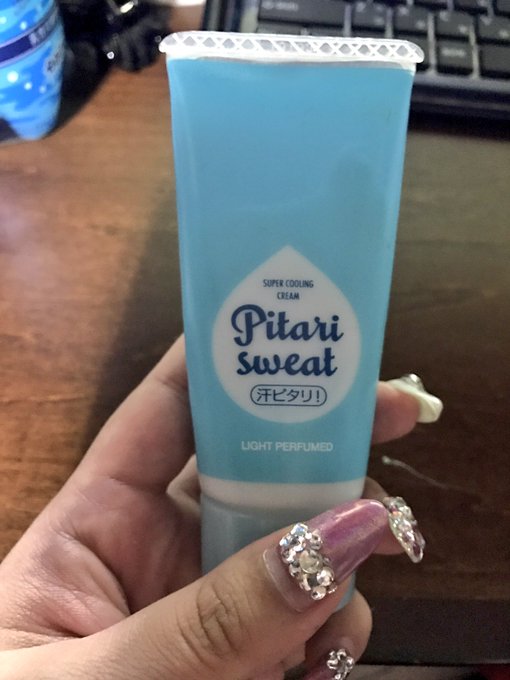 SUPER COOLING
CREAM
Pitari
sweat
汗ピタリ!
LIGHT PERFUMED